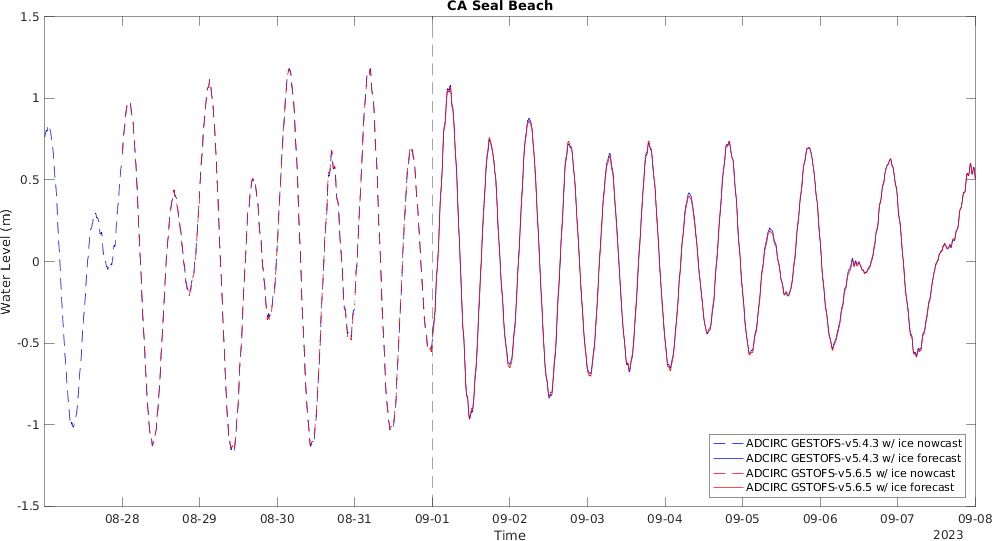 CA Seal Beach
1.5
1
0.5
0
-0.5
-1
-1.5
Water Level (m)
ADCIRC GESTOFS-v5.4.3 w/ ice nowcast
ADCIRC GESTOFS-v5.4.3 w/ ice forecast
ADCIRC GSTOFS-v5.6.5 w/ ice nowcast
ADCIRC GSTOFS-v5.6.5 w/ ice forecast
08-28 08-29 08-30 08-31 09-01 09-02 09-03 09-04 09-05 09-06 09-07 09-08
Time
2023